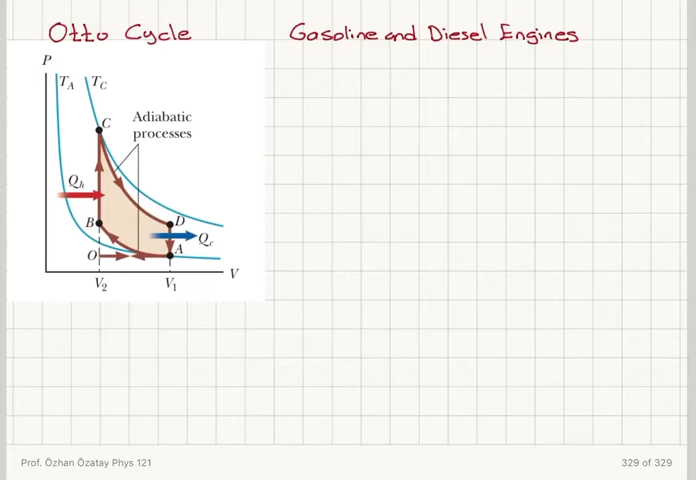 Otto Cycle
Gasoline and Diesel Engines
P
T_A T_C
C
Adiabatic
processes
Q_h
B
D
Q_c
O
A
V_2 V_1 V
Prof. Özhan Özatay Phys 121
329 of 329